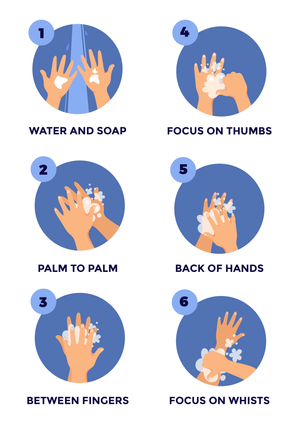 1
WATER AND SOAP
2
PALM TO PALM
3
BETWEEN FINGERS
4
FOCUS ON THUMBS
5
BACK OF HANDS
6
FOCUS ON WHISTS